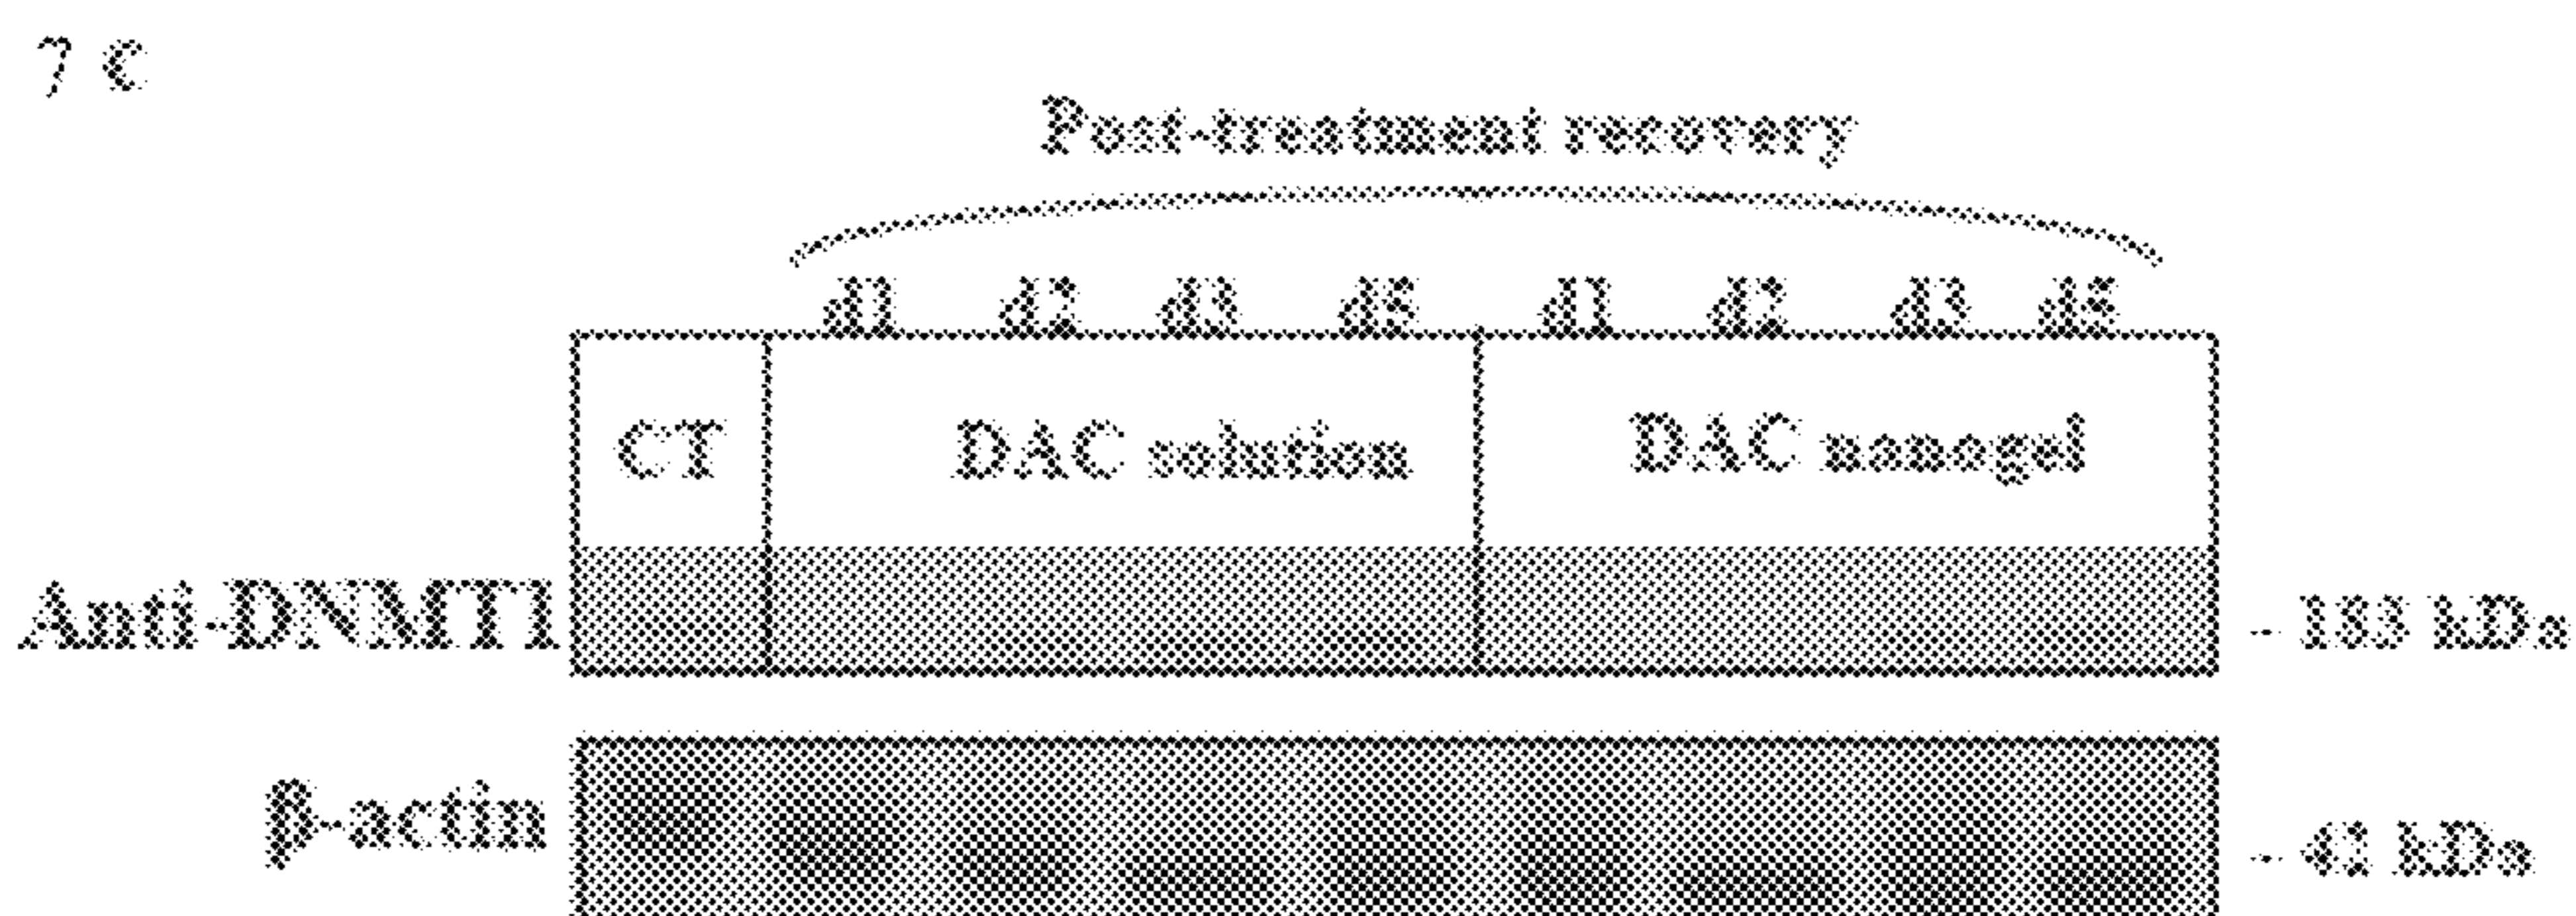 7 C
Post-treatment recovery
d1 d2 d3 d5 d1 d2 d3 d5
CT DAC solution DAC nanogel
Anti-DNMT1 - 183 kDa
β-actin - 42 kDa